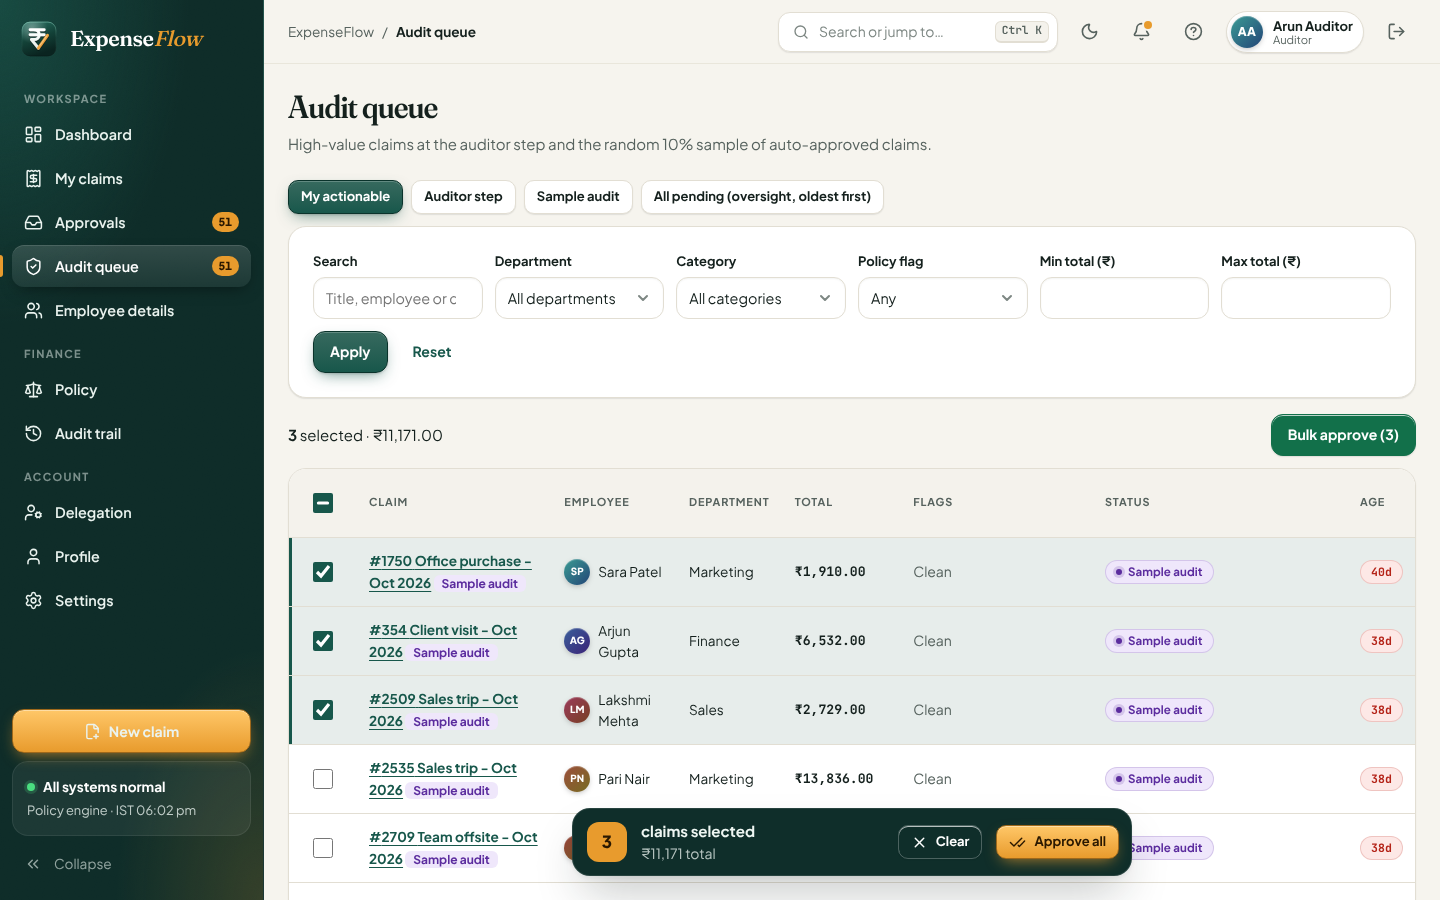 ExpenseFlow
WORKSPACE
Dashboard
My claims
Approvals 51
Audit queue 51
Employee details
FINANCE
Policy
Audit trail
ACCOUNT
Delegation
Profile
Settings
New claim
All systems normal
Policy engine · IST 06:02 pm
Collapse
ExpenseFlow / Audit queue
Search or jump to... Ctrl K
AA Arun Auditor
Auditor
Audit queue
High-value claims at the auditor step and the random 10% sample of auto-approved claims.
My actionable Auditor step Sample audit All pending (oversight, oldest first)
Search Department Category Policy flag Min total (₹) Max total (₹)
Title, employee or c All departments All categories Any
Apply Reset
3 selected · ₹11,171.00 Bulk approve (3)
CLAIM EMPLOYEE DEPARTMENT TOTAL FLAGS STATUS AGE
#1750 Office purchase – Oct 2026 Sample audit SP Sara Patel Marketing ₹1,910.00 Clean Sample audit 40d
#354 Client visit – Oct 2026 Sample audit AG Arjun Gupta Finance ₹6,532.00 Clean Sample audit 38d
#2509 Sales trip – Oct 2026 Sample audit LM Lakshmi Mehta Sales ₹2,729.00 Clean Sample audit 38d
#2535 Sales trip – Oct 2026 Sample audit PN Pari Nair Marketing ₹13,836.00 Clean Sample audit 38d
#2709 Team offsite – Oct 2026 Sample audit Sample audit 38d
3 claims selected
₹11,171 total
Clear Approve all